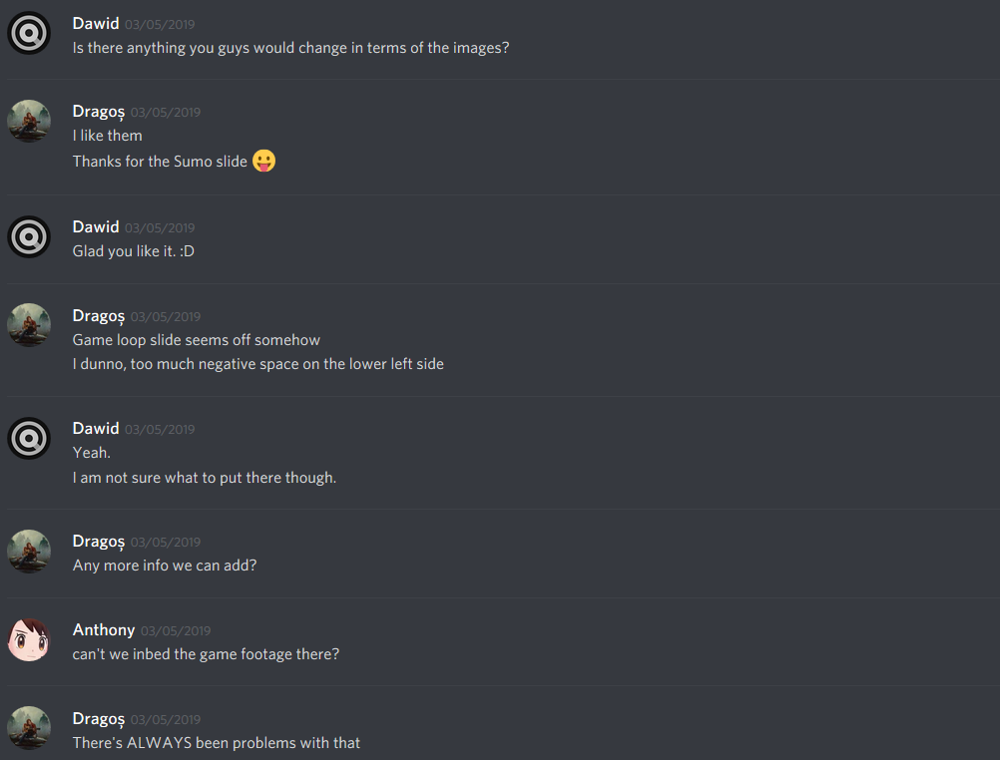 Dawid 03/05/2019
Is there anything you guys would change in terms of the images?
Dragoș 03/05/2019
I like them
Thanks for the Sumo slide 😛
Dawid 03/05/2019
Glad you like it. :D
Dragoș 03/05/2019
Game loop slide seems off somehow
I dunno, too much negative space on the lower left side
Dawid 03/05/2019
Yeah.
I am not sure what to put there though.
Dragoș 03/05/2019
Any more info we can add?
Anthony 03/05/2019
can't we inbed the game footage there?
Dragoș 03/05/2019
There's ALWAYS been problems with that